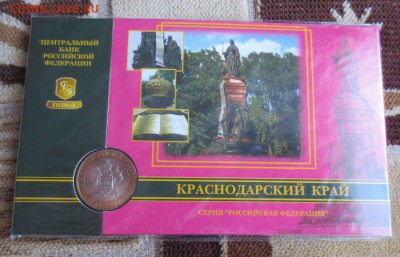 ЦЕНТРАЛЬНЫЙ
БАНК
РОССИЙСКОЙ
ФЕДЕРАЦИИ
ГОЗНАК
КРАСНОДАРСКИЙ КРАЙ
СЕРИЯ "РОССИЙСКАЯ ФЕДЕРАЦИЯ"